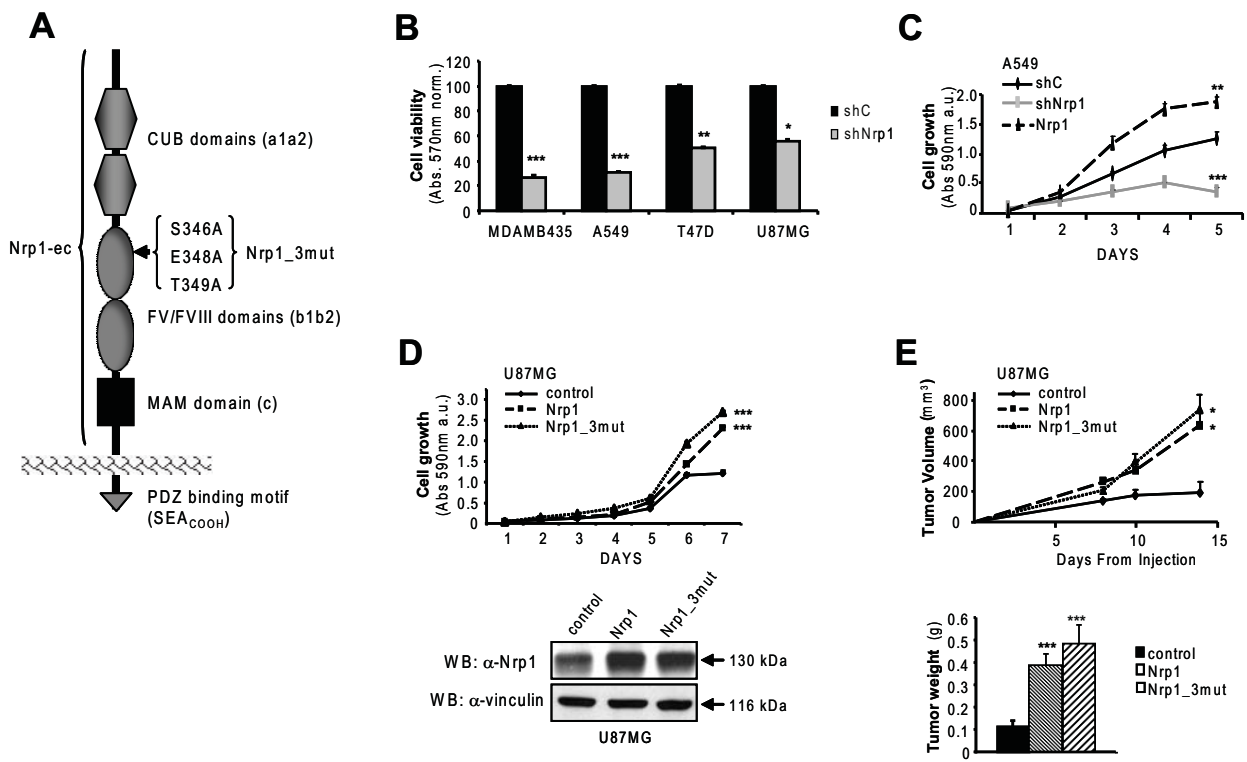 A
Nrp1-ec
CUB domains (a1a2)
S346A
E348A
T349A
Nrp1_3mut
FV/FVIII domains (b1b2)
MAM domain (c)
PDZ binding motif
(SEACOOH)
B
Cell viability
(Abs. 570nm norm.)
120
100
80
60
40
20
0
***
***
**
*
MDAMB435
A549
T47D
U87MG
shC
shNrp1
C
A549
shC
shNrp1
Nrp1
Cell growth
(Abs 590nm a.u.)
2.0
1.5
1.0
0.5
0
**
***
1 2 3 4 5
DAYS
D
U87MG
control
Nrp1
Nrp1_3mut
Cell growth
(Abs 590nm a.u.)
3.0
2.5
2.0
1.5
1.0
0.5
0
***
***
1 2 3 4 5 6 7
DAYS
control
Nrp1
Nrp1_3mut
WB: α-Nrp1
130 kDa
WB: α-vinculin
116 kDa
U87MG
E
U87MG
control
Nrp1
Nrp1_3mut
Tumor Volume (mm³)
800
600
400
200
0
*
*
5 10 15
Days From Injection
Tumor weight (g)
0.6
0.5
0.4
0.3
0.2
0.1
0
***
***
control
Nrp1
Nrp1_3mut